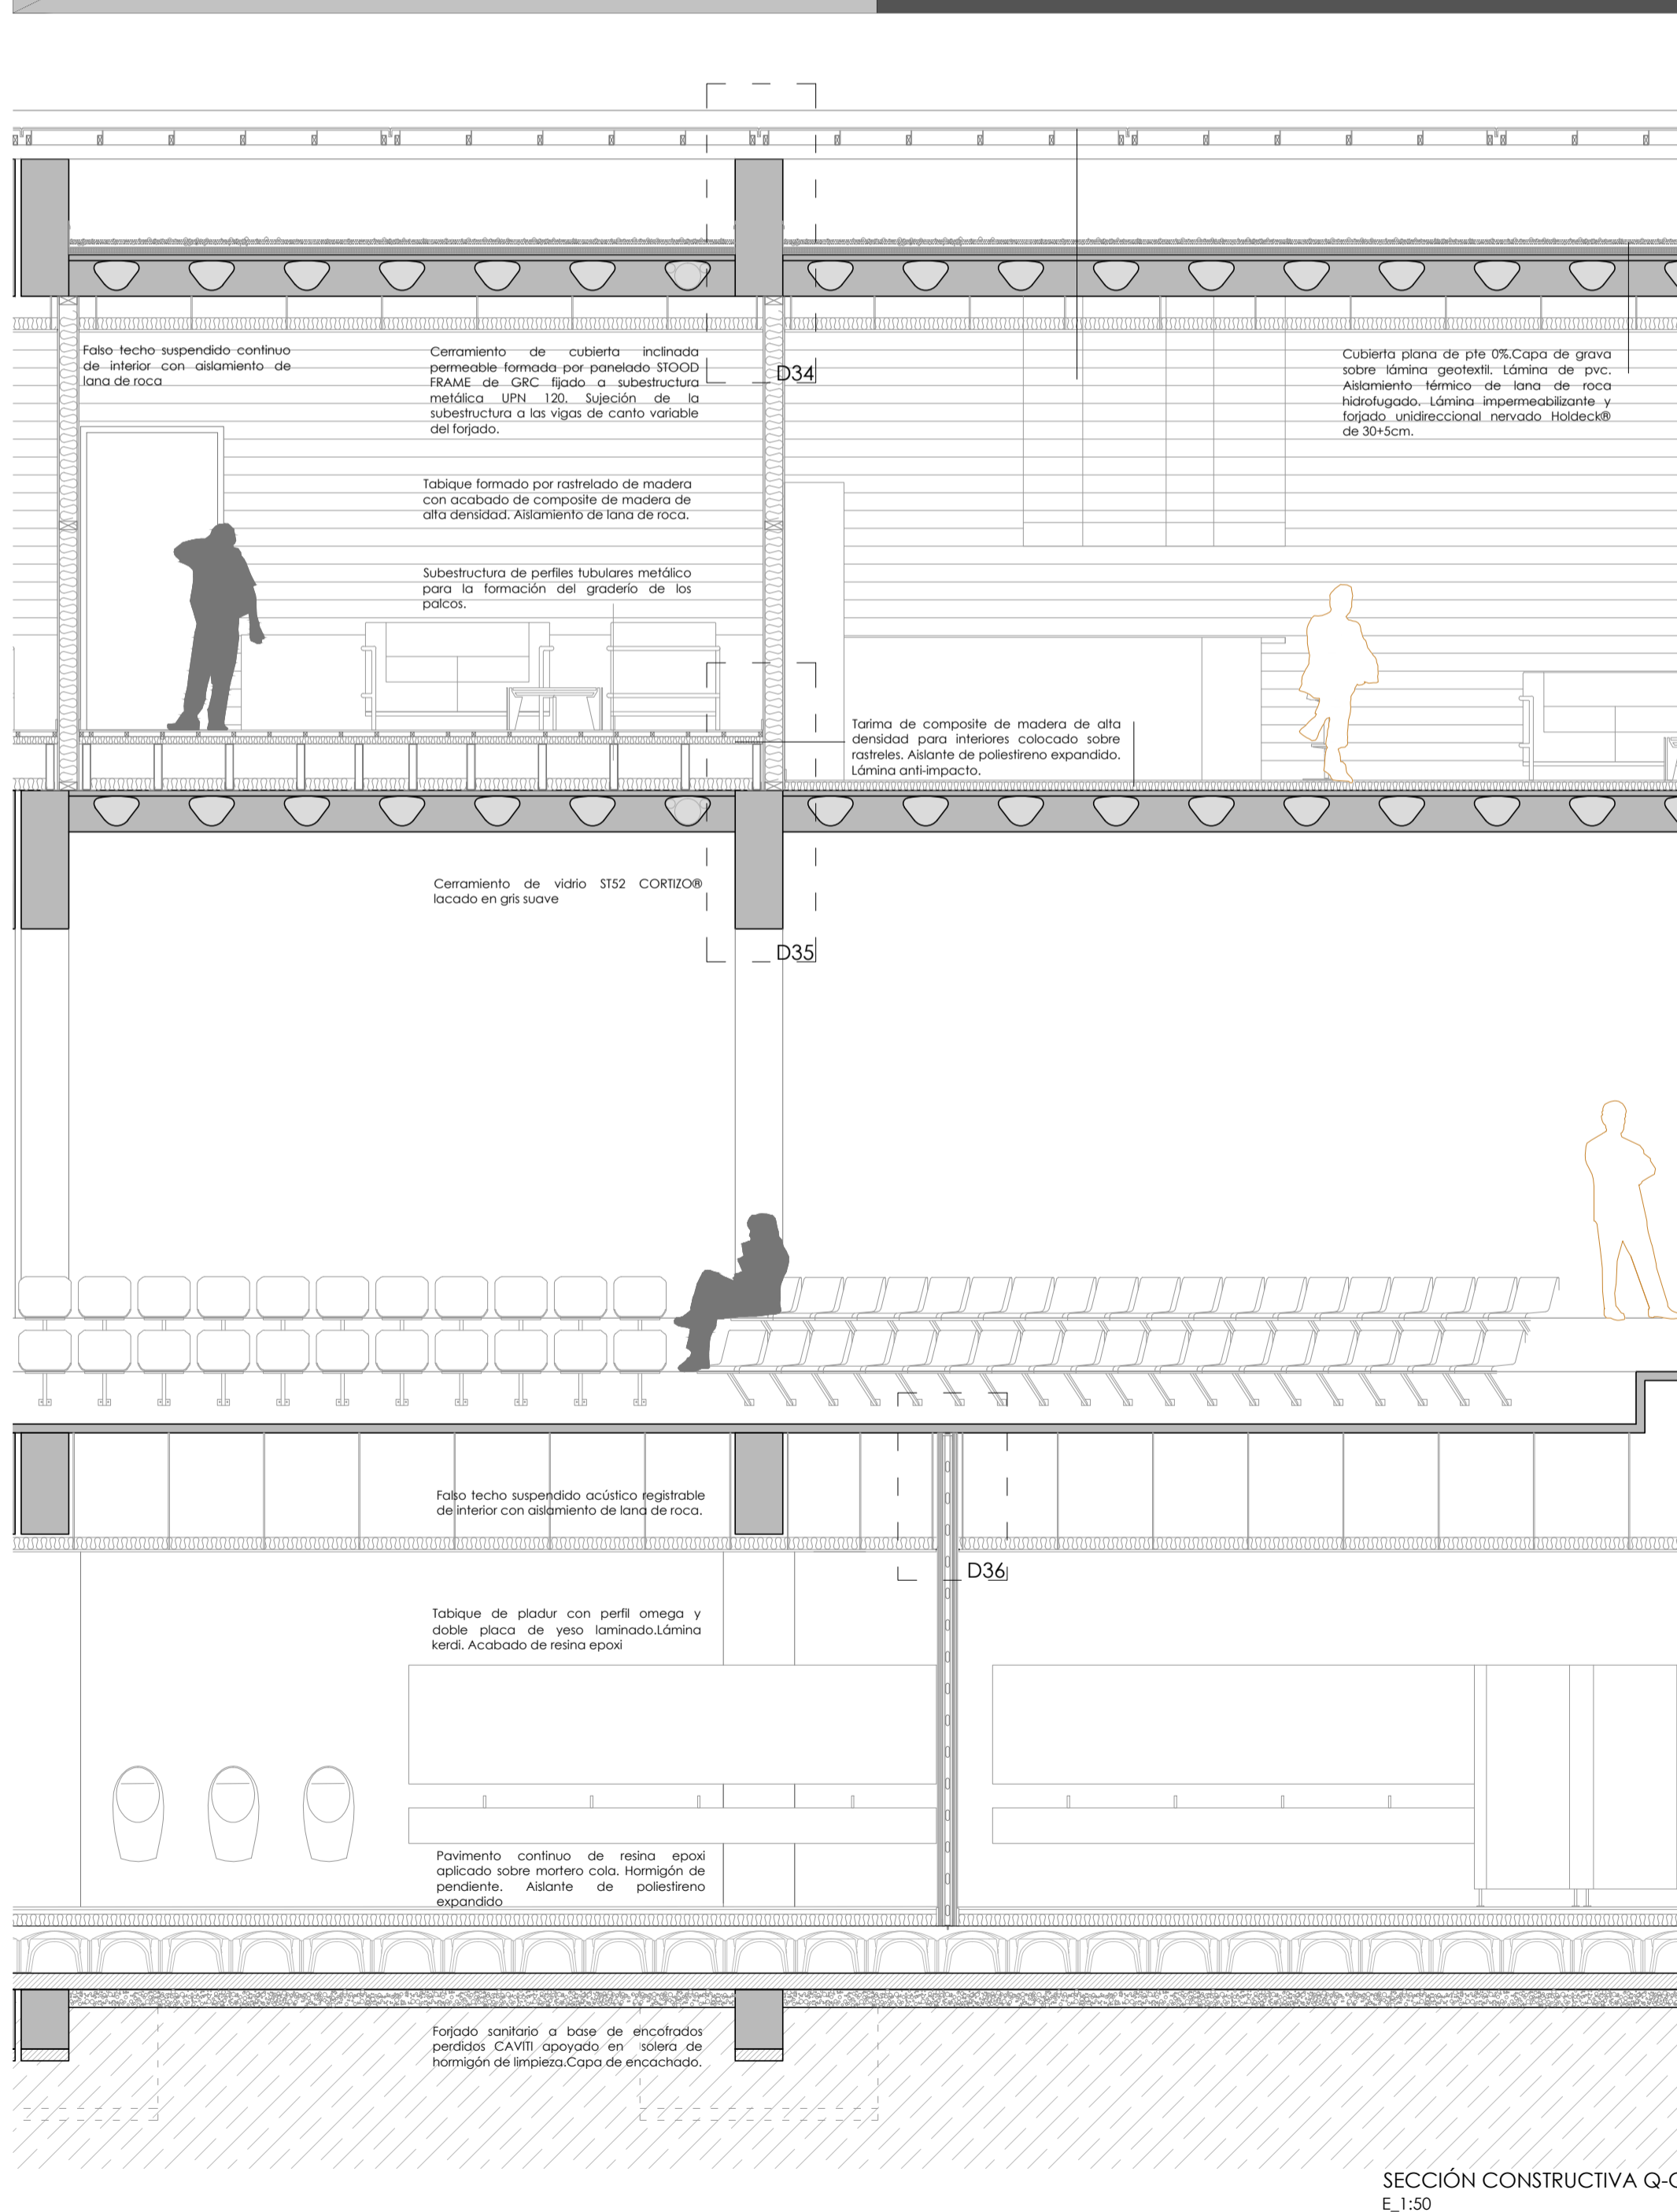 Falso techo suspendido continuo
de interior con aislamiento de
lana de roca
Cerramiento de cubierta inclinada
permeable formada por panelado STOOD
FRAME de GRC fijado a subestructura
metálica UPN 120. Sujeción de la
subestructura a las vigas de canto variable
del forjado.
D34
Cubierta plana de pte 0%.Capa de grava
sobre lámina geotextil. Lámina de pvc.
Aislamiento térmico de lana de roca
hidrofugado. Lámina impermeabilizante y
forjado unidireccional nervado Holdeck®
de 30+5cm.
Tabique formado por rastrelado de madera
con acabado de composite de madera de
alta densidad. Aislamiento de lana de roca.
Subestructura de perfiles tubulares metálico
para la formación del graderío de los
palcos.
Tarima de composite de madera de alta
densidad para interiores colocado sobre
rastreles. Aislante de poliestireno expandido.
Lámina anti-impacto.
Cerramiento de vidrio ST52 CORTIZO®
lacado en gris suave
D35
Falso techo suspendido acústico registrable
de interior con aislamiento de lana de roca.
D36
Tabique de pladur con perfil omega y
doble placa de yeso laminado.Lámina
kerdi. Acabado de resina epoxi
Pavimento continuo de resina epoxi
aplicado sobre mortero cola. Hormigón de
pendiente. Aislante de poliestireno
expandido
Forjado sanitario a base de encofrados
perdidos CAVITI apoyado en solera de
hormigón de limpieza.Capa de encachado.
SECCIÓN CONSTRUCTIVA Q-
E_1:50